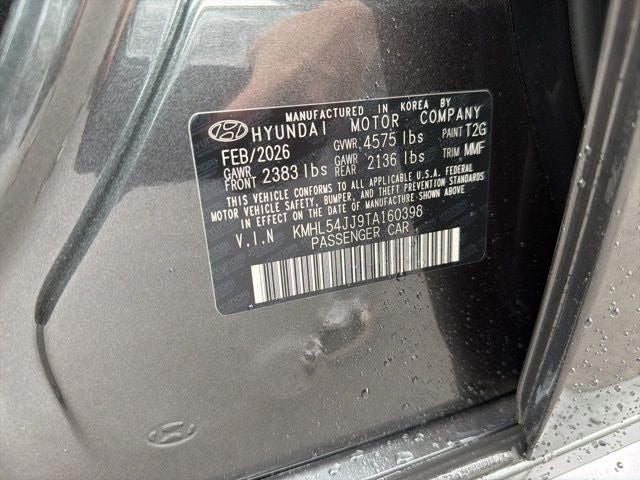 MANUFACTURED IN KOREA BY
HYUNDAI MOTOR COMPANY
FEB/2026 GVWR 4575 lbs PAINT T2G
GAWR FRONT 2383 lbs GAWR REAR 2136 lbs TRIM MMF
THIS VEHICLE CONFORMS TO ALL APPLICABLE U.S.A. FEDERAL
MOTOR VEHICLE SAFETY, BUMPER, AND THEFT PREVENTION STANDARDS
IN EFFECT ON THE DATE OF MANUFACTURE SHOWN ABOVE
V.I.N KMHL54JJ9TA160398
PASSENGER CAR